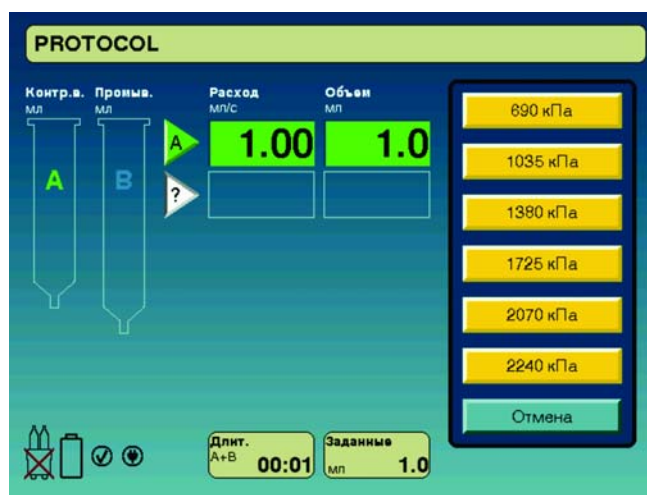 PROTOCOL
Контр.в. Промыв. Расход Объем
мл мл мл/с мл
A B A 1.00 1.0
?
690 кПа
1035 кПа
1380 кПа
1725 кПа
2070 кПа
2240 кПа
Отмена
Длит. Заданные
A+B 00:01 мл 1.0